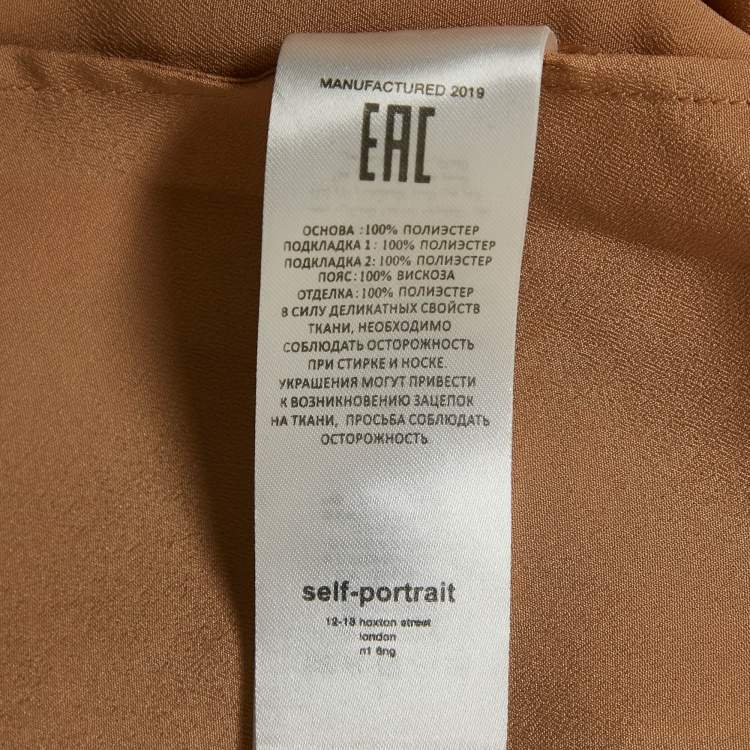 MANUFACTURED 2019
EAC
ОСНОВА :100% ПОЛИЭСТЕР
ПОДКЛАДКА 1: 100% ПОЛИЭСТЕР
ПОДКЛАДКА 2: 100% ПОЛИЭСТЕР
ПОЯС: 100% ВИСКОЗА
ОТДЕЛКА :100% ПОЛИЭСТЕР
В СИЛУ ДЕЛИКАТНЫХ СВОЙСТВ
ТКАНИ, НЕОБХОДИМО
СОБЛЮДАТЬ ОСТОРОЖНОСТЬ
ПРИ СТИРКЕ И НОСКЕ.
УКРАШЕНИЯ МОГУТ ПРИВЕСТИ
К ВОЗНИКНОВЕНИЮ ЗАЦЕПОК
НА ТКАНИ, ПРОСЬБА СОБЛЮДАТЬ
ОСТОРОЖНОСТЬ
self-portrait
hoxton street
london
n1 6ng